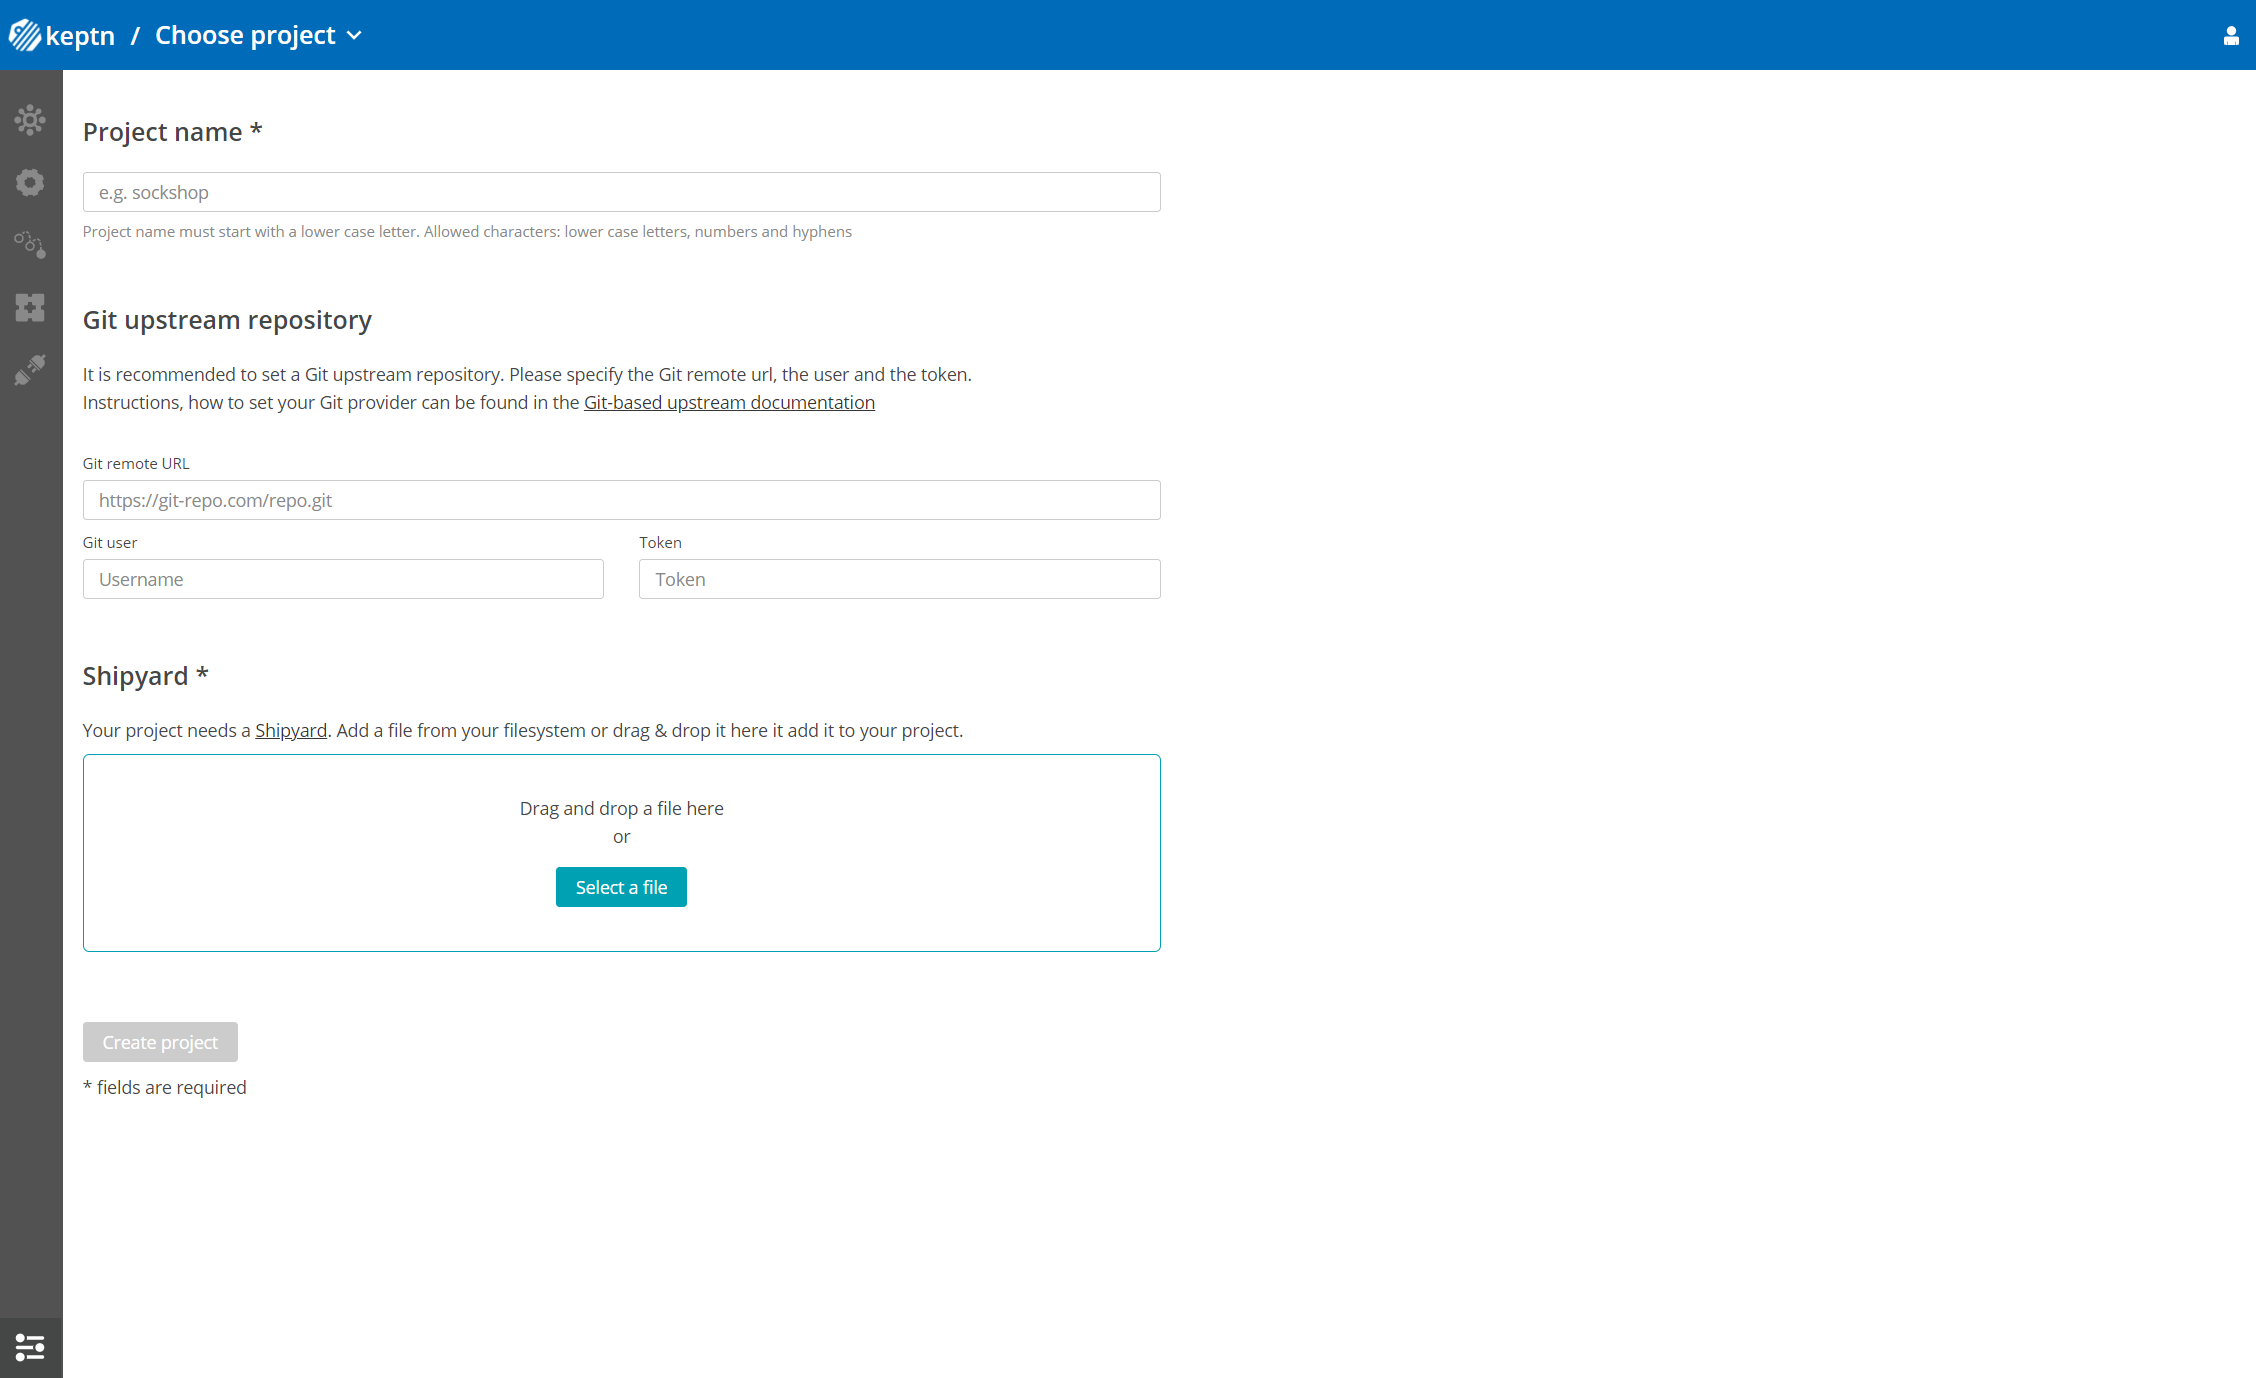 keptn / Choose project
Project name *
e.g. sockshop
Project name must start with a lower case letter. Allowed characters: lower case letters, numbers and hyphens
Git upstream repository
It is recommended to set a Git upstream repository. Please specify the Git remote url, the user and the token.
Instructions, how to set your Git provider can be found in the Git-based upstream documentation
Git remote URL
https://git-repo.com/repo.git
Git user
Username
Token
Token
Shipyard *
Your project needs a Shipyard. Add a file from your filesystem or drag & drop it here it add it to your project.
Drag and drop a file here
or
Select a file
Create project
* fields are required